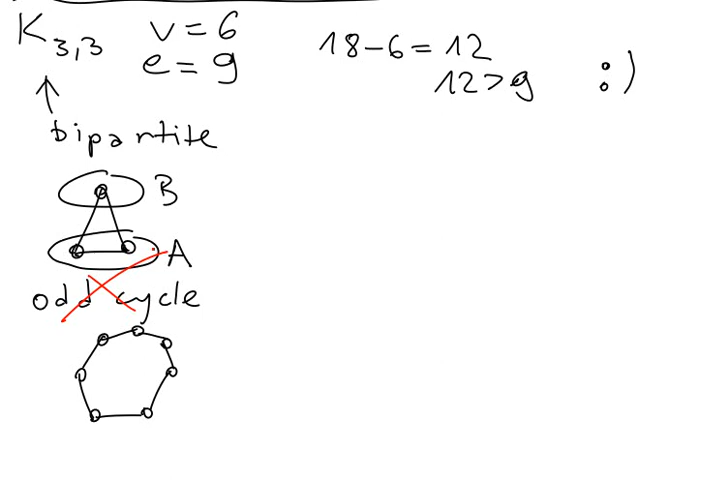 K3,3 v=6
e=9
18-6=12
12>9 :)
bipartite
B
A
odd cycle